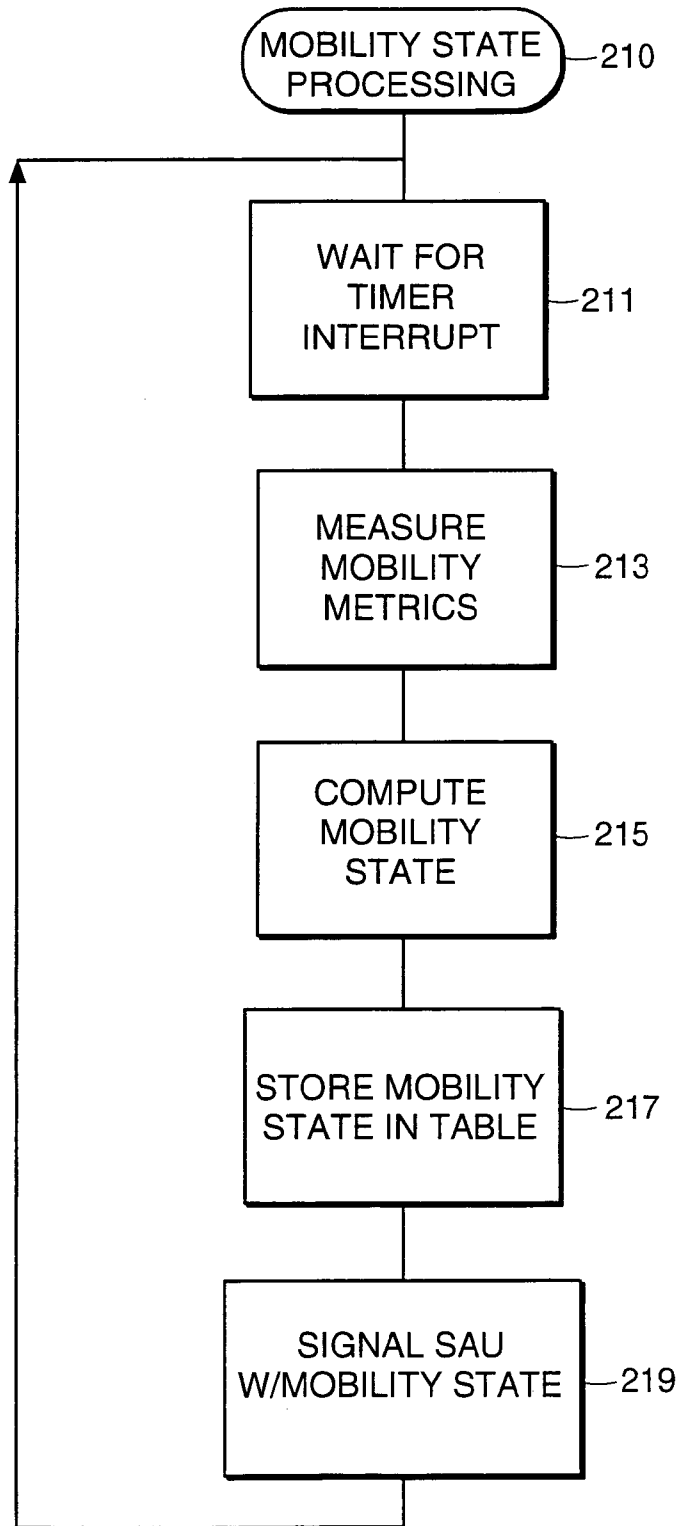 MOBILITY STATE
PROCESSING
210
WAIT FOR
TIMER
INTERRUPT
211
MEASURE
MOBILITY
METRICS
213
COMPUTE
MOBILITY
STATE
215
STORE MOBILITY
STATE IN TABLE
217
SIGNAL SAU
W/MOBILITY STATE
219